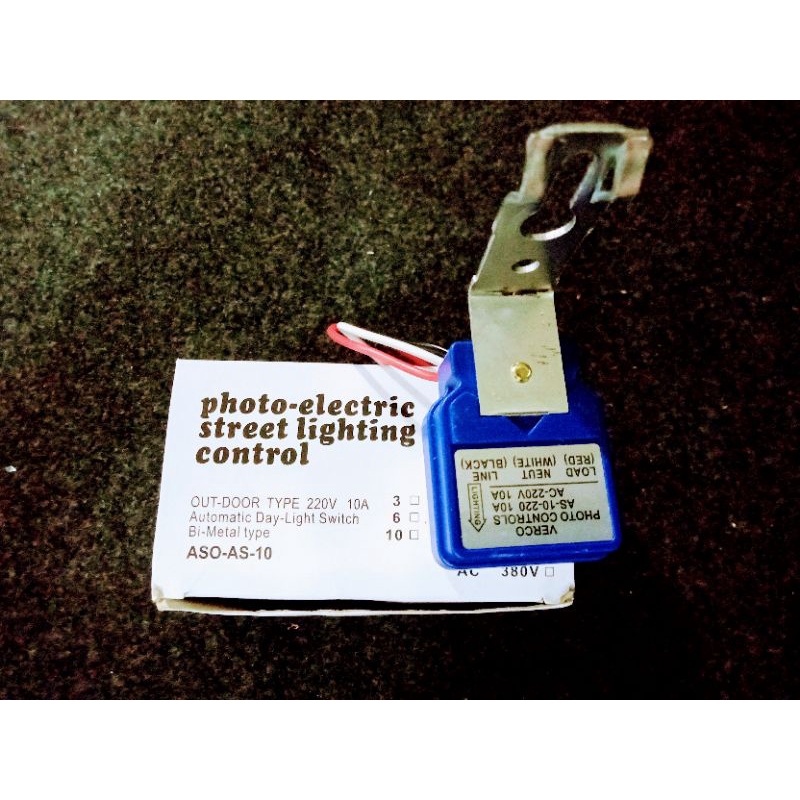 photo-electric
street lighting
control
OUT-DOOR TYPE 220V 10A
Automatic Day-Light Switch
Bi-Metal type
ASO-AS-10
3 □
6 □
10 □
AC 380V □
VERCO
PHOTO CONTROLS
AS-10-220 10A
AC-220V 10A
LIGHTING
LOAD NEUT LINE
(RED) (WHITE) (BLACK)